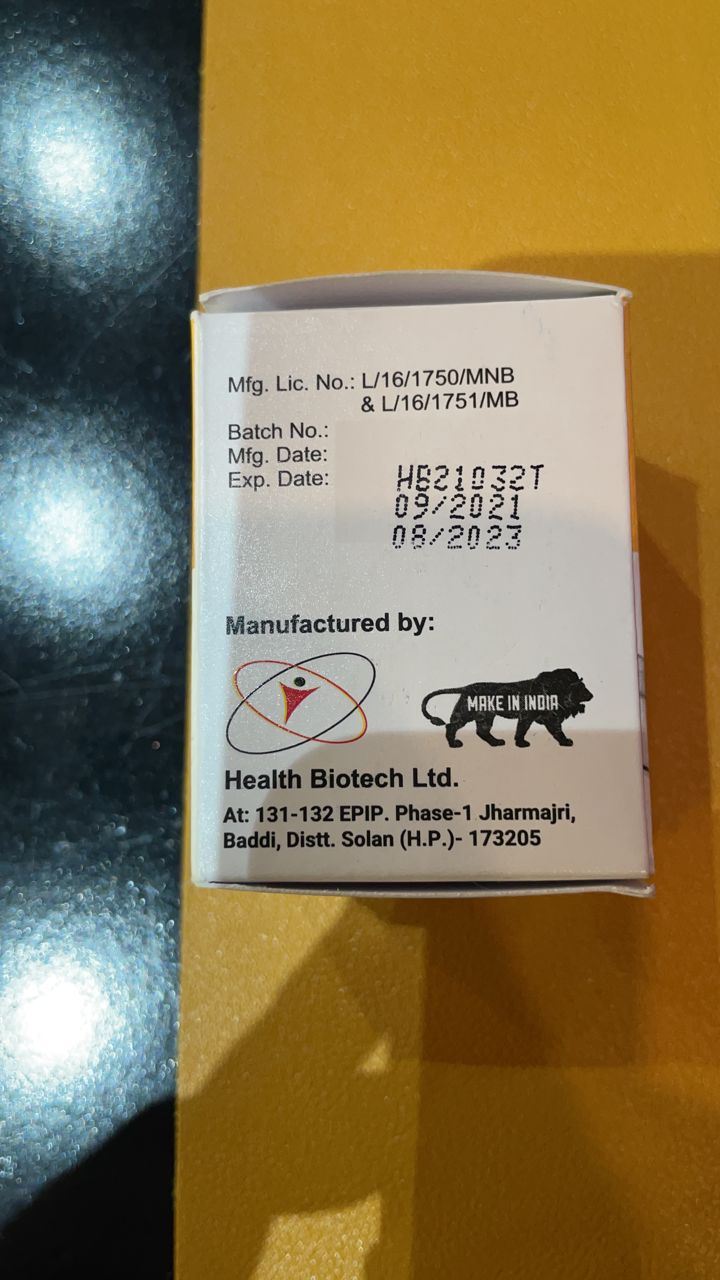 Mfg. Lic. No.: L/16/1750/MNB
& L/16/1751/MB
Batch No.:
Mfg. Date:
Exp. Date:
HB21032T
09/2021
08/2023
Manufactured by:
MAKE IN INDIA
Health Biotech Ltd.
At: 131-132 EPIP. Phase-1 Jharmajri,
Baddi, Distt. Solan (H.P.)- 173205